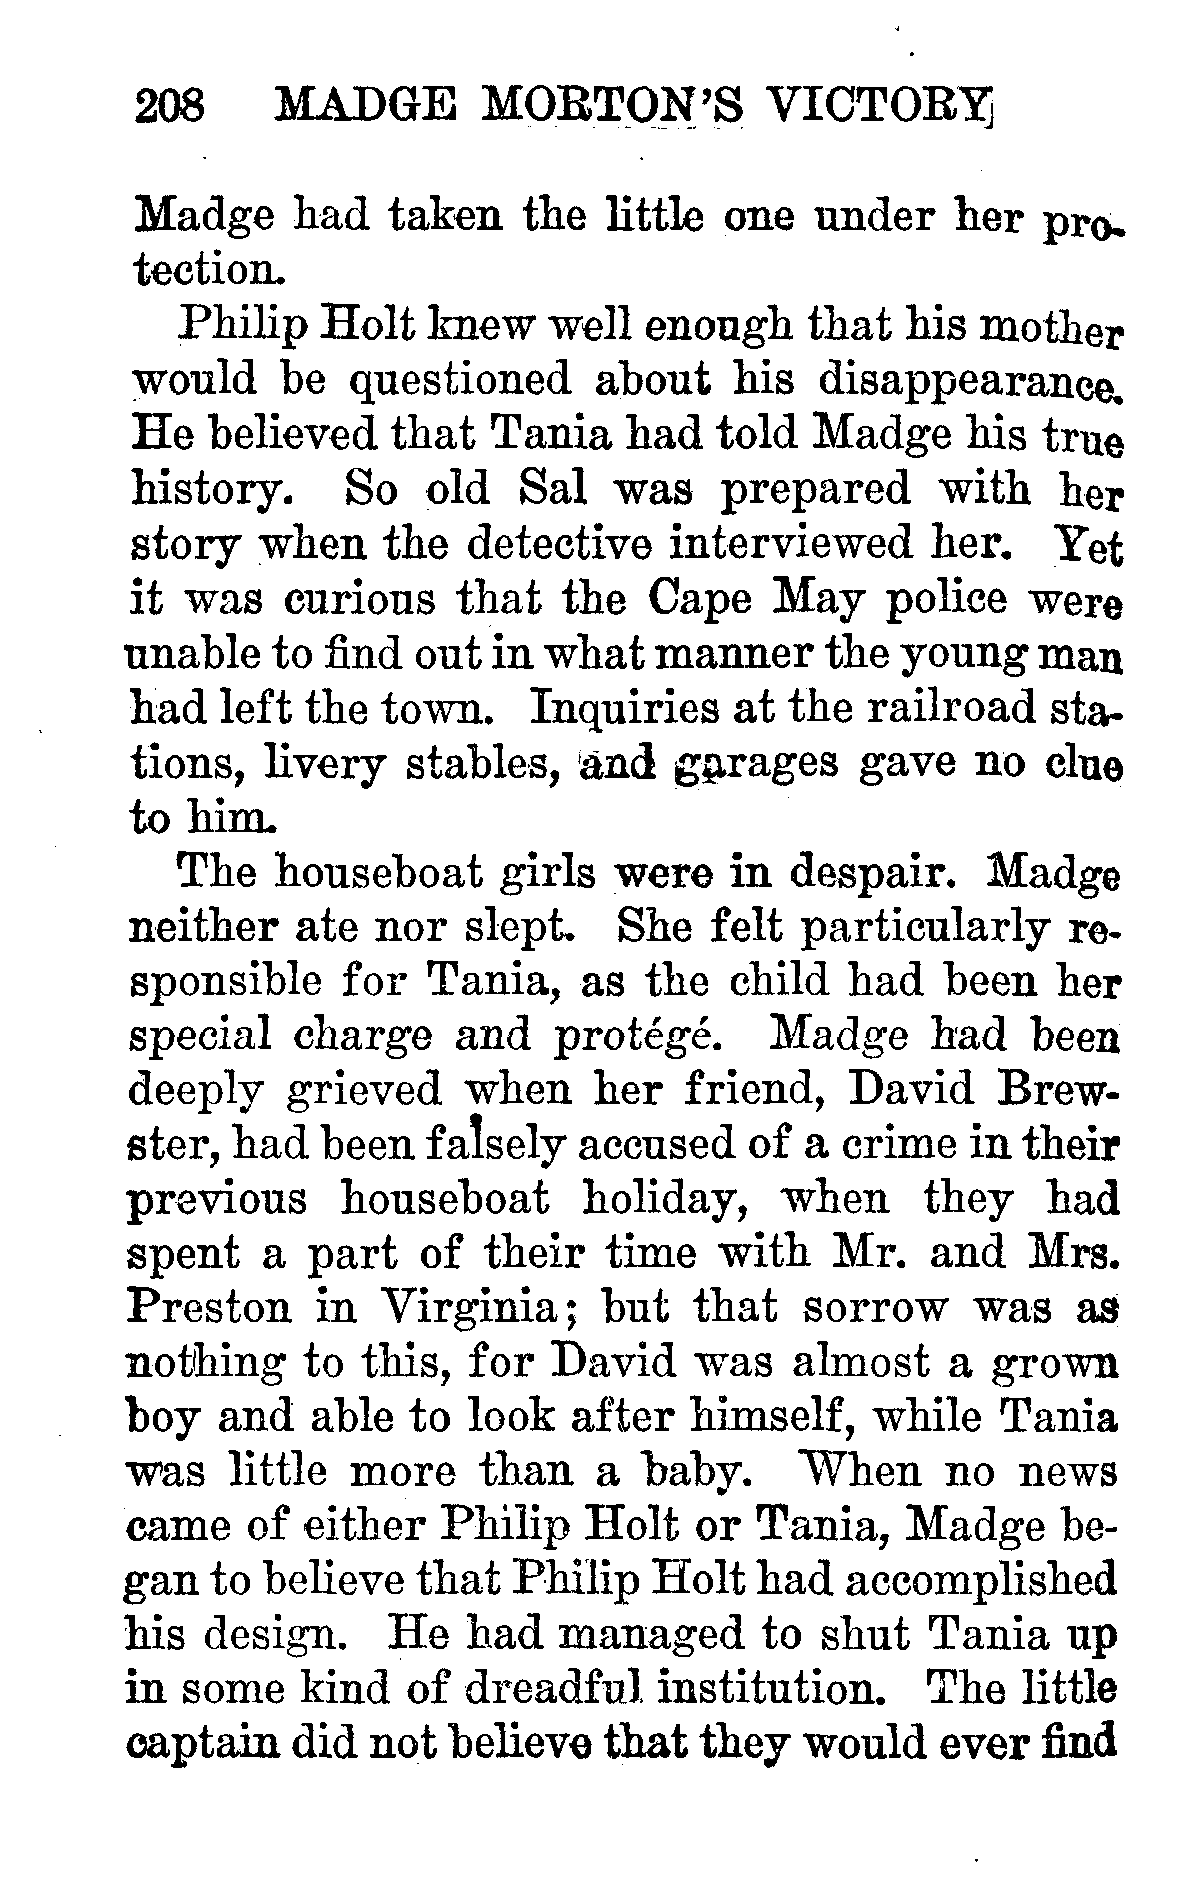 208 MADGE MORTON'S VICTORY
Madge had taken the little one under her pro-
tection.
Philip Holt knew well enough that his mother
would be questioned about his disappearance.
He believed that Tania had told Madge his true
history. So old Sal was prepared with her
story when the detective interviewed her. Yet
it was curious that the Cape May police were
unable to find out in what manner the young man
had left the town. Inquiries at the railroad sta-
tions, livery stables, and garages gave no clue
to him.
The houseboat girls were in despair. Madge
neither ate nor slept. She felt particularly re-
sponsible for Tania, as the child had been her
special charge and protégé. Madge had been
deeply grieved when her friend, David Brew-
ster, had been falsely accused of a crime in their
previous houseboat holiday, when they had
spent a part of their time with Mr. and Mrs.
Preston in Virginia; but that sorrow was as
nothing to this, for David was almost a grown
boy and able to look after himself, while Tania
was little more than a baby. When no news
came of either Philip Holt or Tania, Madge be-
gan to believe that Philip Holt had accomplished
his design. He had managed to shut Tania up
in some kind of dreadful institution. The little
captain did not believe that they would ever find